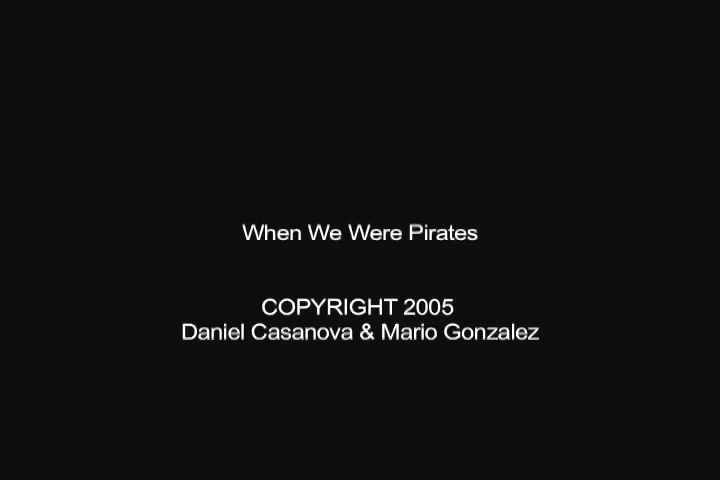 When We Were Pirates
COPYRIGHT 2005
Daniel Casanova & Mario Gonzalez